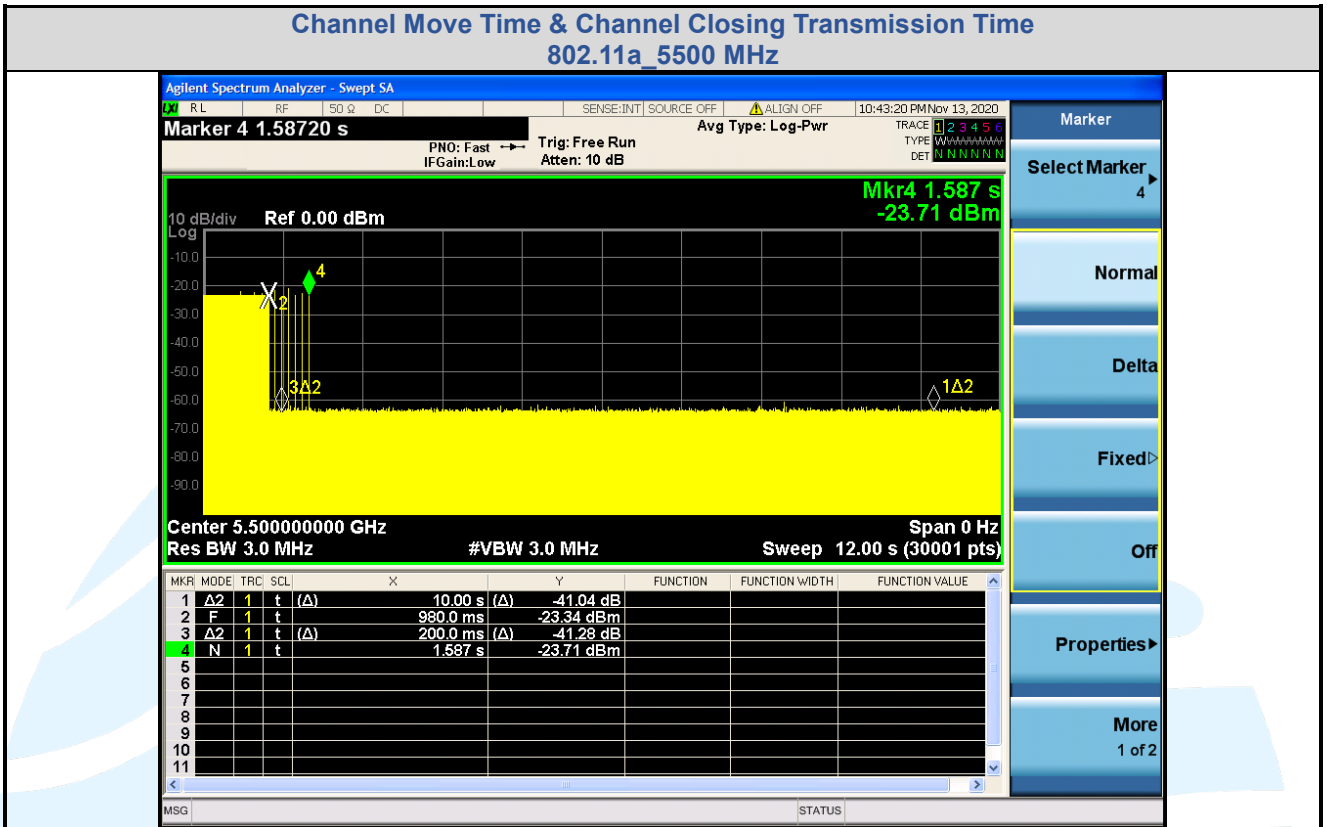 Channel Move Time & Channel Closing Transmission Time
802.11a_5500 MHz
Agilent Spectrum Analyzer - Swept SA
LXI RL RF 50 Ω DC SENSE:INT SOURCE OFF ALIGN OFF 10:43:20 PM Nov 13, 2020
Marker 4 1.58720 s
PNO: Fast
IFGain:Low
Trig: Free Run
Atten: 10 dB
Avg Type: Log-Pwr
TRACE 1 2 3 4 5 6
TYPE WWWWWW
DET N N N N N N
Mkr4 1.587 s
-23.71 dBm
10 dB/div Ref 0.00 dBm
Log
-10.0
-20.0
-30.0
-40.0
-50.0
-60.0
-70.0
-80.0
-90.0
4
2
3Δ2
1Δ2
Center 5.500000000 GHz Span 0 Hz
Res BW 3.0 MHz #VBW 3.0 MHz Sweep 12.00 s (30001 pts)
MKR MODE TRC SCL X Y FUNCTION FUNCTION WIDTH FUNCTION VALUE
1 Δ2 1 t (Δ) 10.00 s (Δ) -41.04 dB
2 F 1 t 980.0 ms -23.34 dBm
3 Δ2 1 t (Δ) 200.0 ms (Δ) -41.28 dB
4 N 1 t 1.587 s -23.71 dBm
5
6
7
8
9
10
11
MSG STATUS
Marker
Select Marker
4
Normal
Delta
Fixed
Off
Properties
More
1 of 2